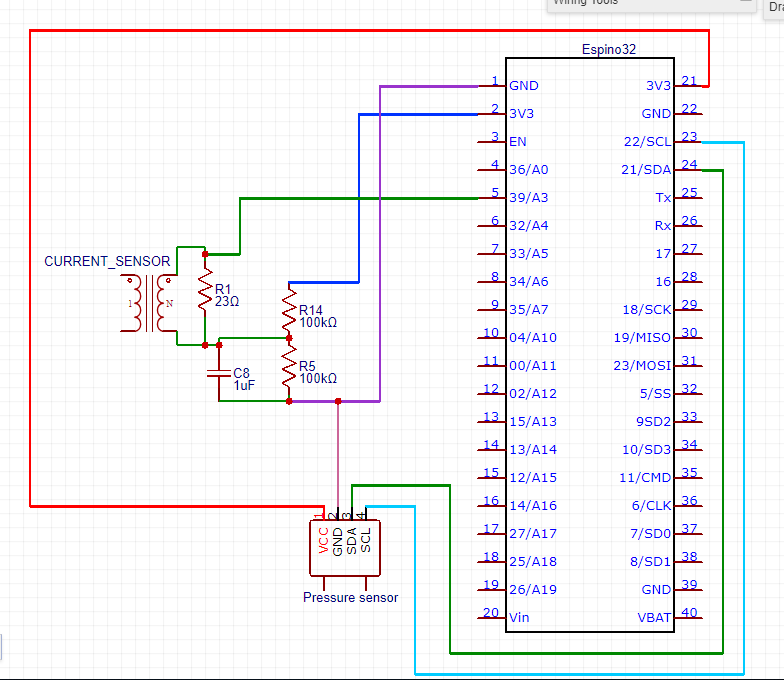 Wiring Tools
Dra
Espino32
1 GND
2 3V3
3 EN
4 36/A0
5 39/A3
6 32/A4
7 33/A5
8 34/A6
9 35/A7
10 04/A10
11 00/A11
12 02/A12
13 15/A13
14 13/A14
15 12/A15
16 14/A16
17 27/A17
18 25/A18
19 26/A19
20 Vin
3V3 21
GND 22
22/SCL 23
21/SDA 24
Tx 25
Rx 26
17 27
16 28
18/SCK 29
19/MISO 30
23/MOSI 31
5/SS 32
9SD2 33
10/SD3 34
11/CMD 35
6/CLK 36
7/SD0 37
8/SD1 38
GND 39
VBAT 40
CURRENT_SENSOR
1
N
R1
23Ω
R14
100kΩ
R5
100kΩ
C8
1uF
1 VCC
2 GND
3 SDA
4 SCL
Pressure sensor